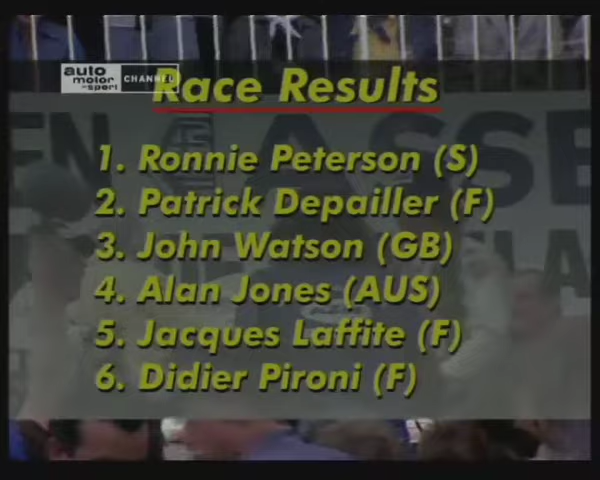 auto
motor
und sport
CHANNEL
Race Results
1. Ronnie Peterson (S)
2. Patrick Depailler (F)
3. John Watson (GB)
4. Alan Jones (AUS)
5. Jacques Laffite (F)
6. Didier Pironi (F)